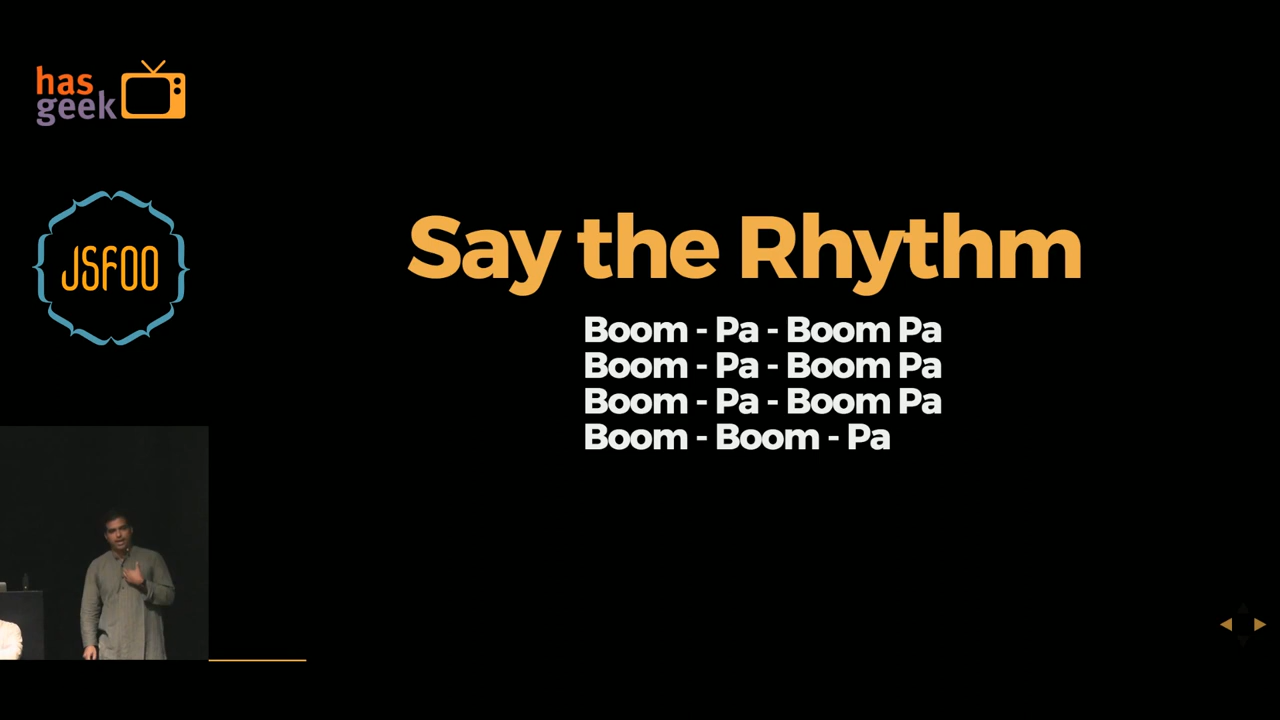 has
geek
JSFOO
Say the Rhythm
Boom - Pa - Boom Pa
Boom - Pa - Boom Pa
Boom - Pa - Boom Pa
Boom - Boom - Pa